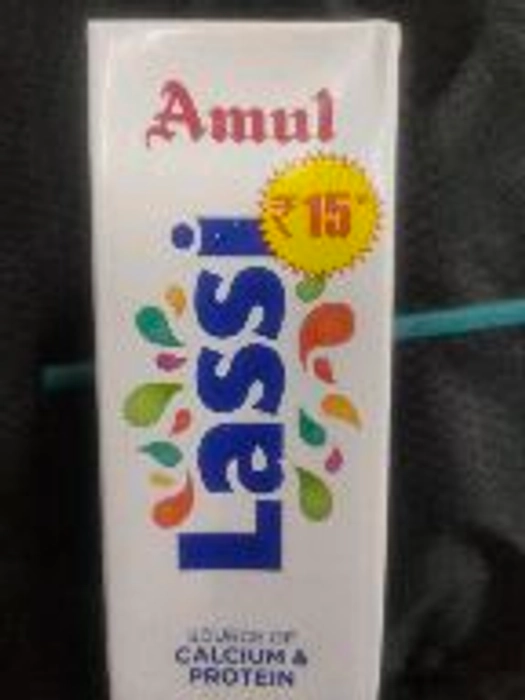 Amul
₹15*
Lassi
SOURCE OF
CALCIUM &
PROTEIN